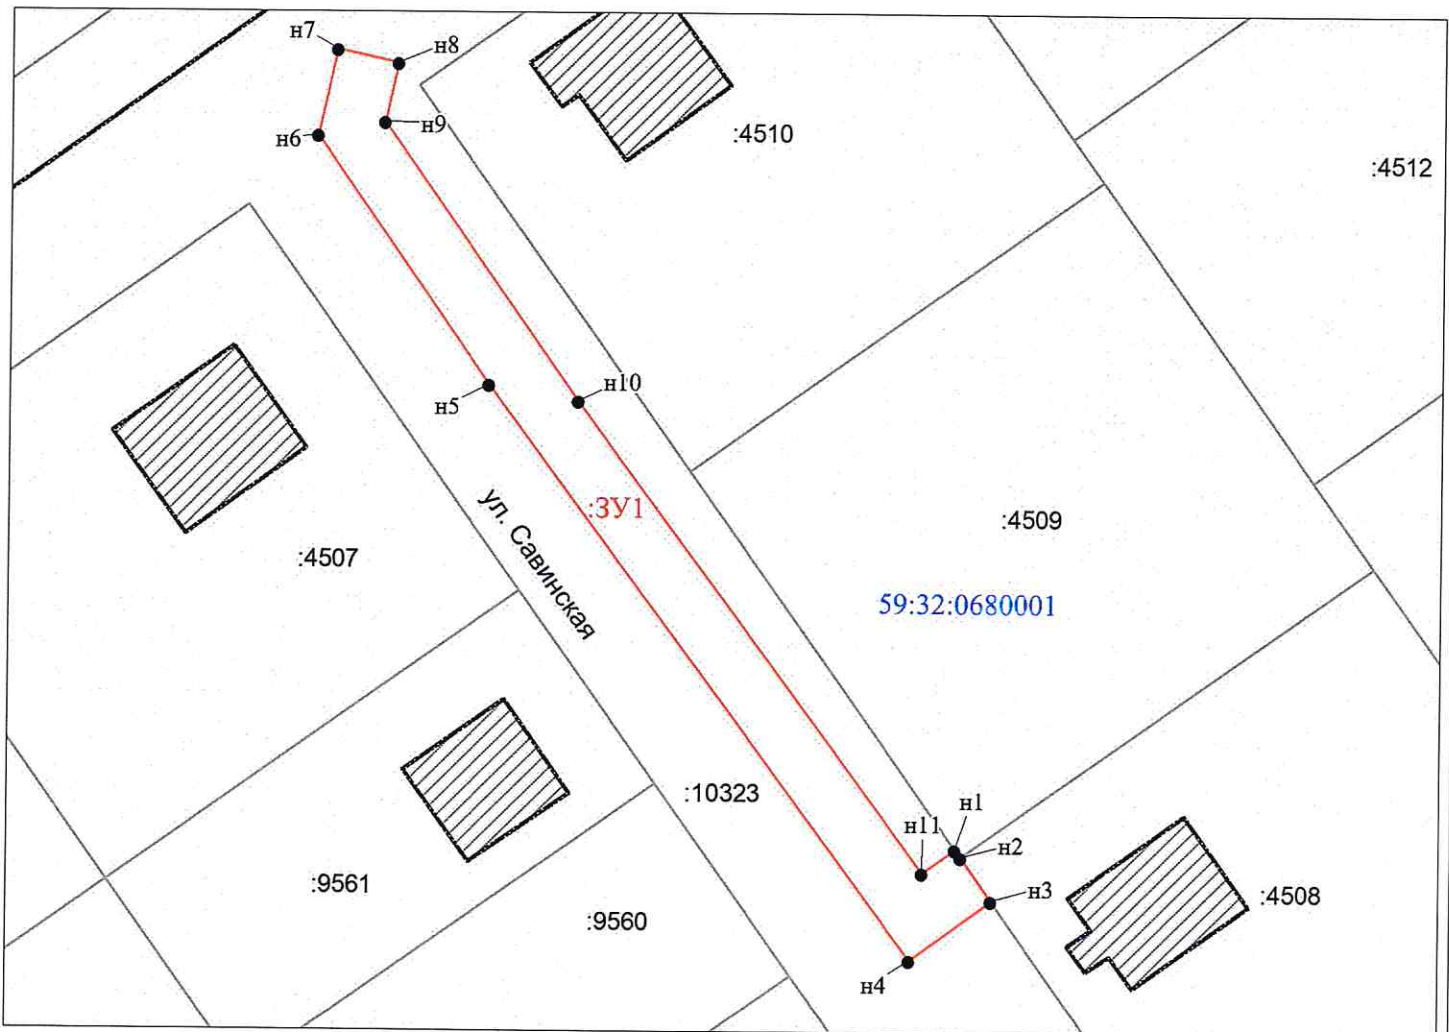 н7
н8
н9
н6
:4510
:4512
н10
н5
:ЗУ1
:4509
ул. Савинская
:4507
59:32:0680001
:10323
н1
н11
н2
:9561
н3
:4508
:9560
н4